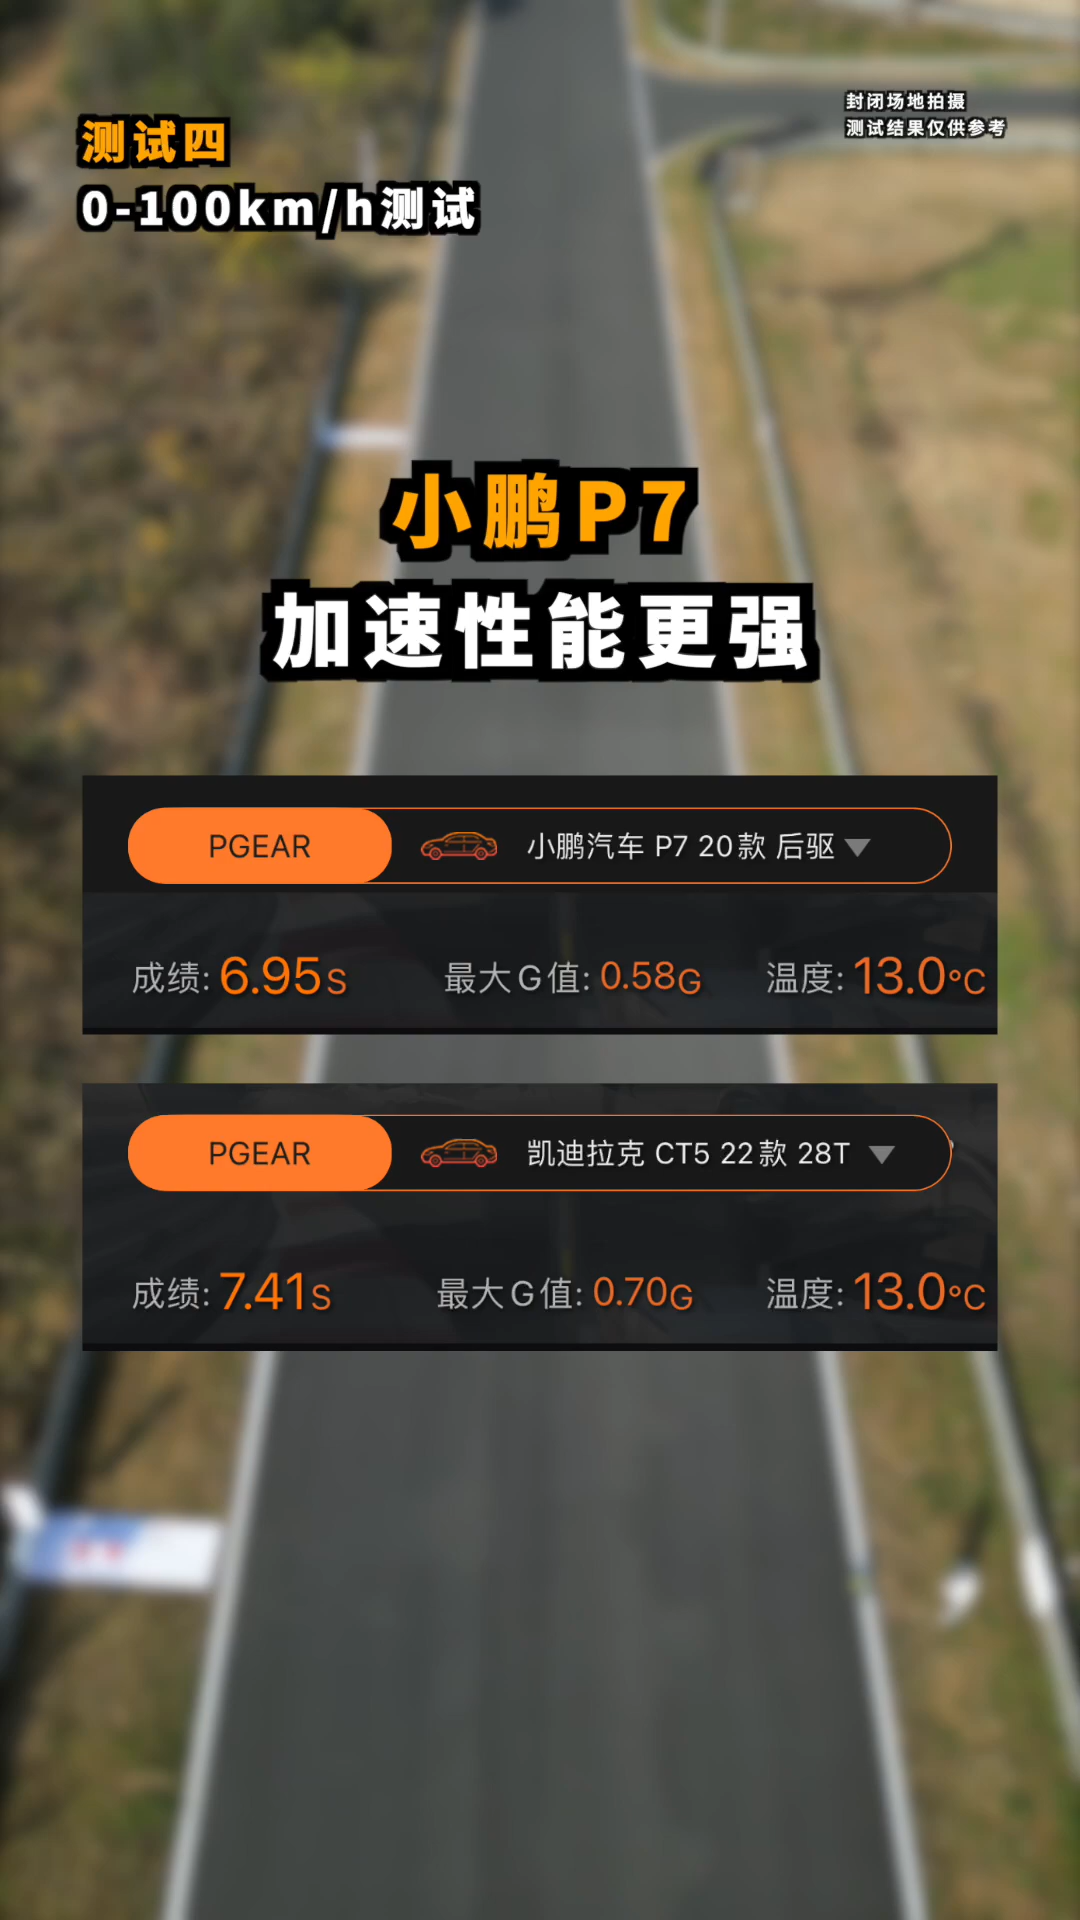 测试四
0-100km/h测试
封闭场地拍摄
测试结果仅供参考
小鹏P7
加速性能更强
PGEAR 小鹏汽车 P7 20款 后驱
成绩: 6.95s 最大G值: 0.58G 温度: 13.0°C
PGEAR 凯迪拉克 CT5 22款 28T
成绩: 7.41s 最大G值: 0.70G 温度: 13.0°C